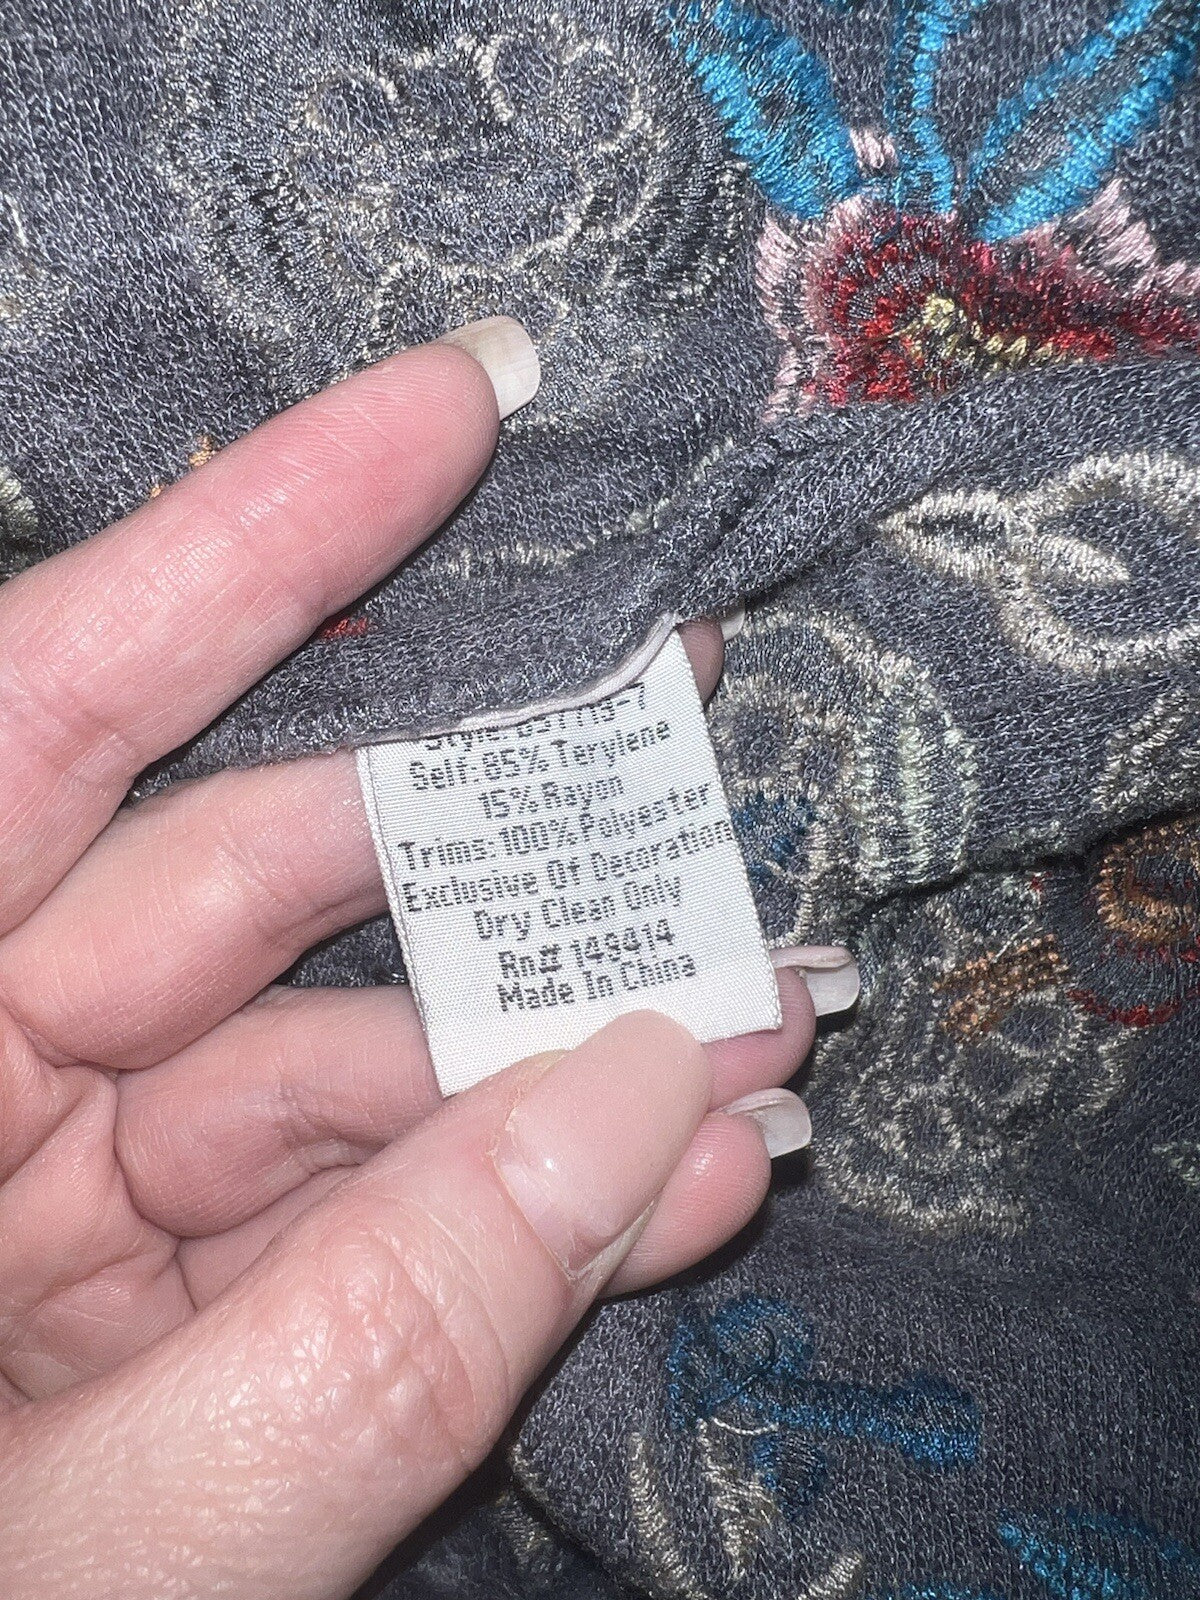 Style:
Self: 85% Terylene
15% Rayon
Trims: 100% Polyester
Exclusive Of Decoration
Dry Clean Only
Rn# 149414
Made In China